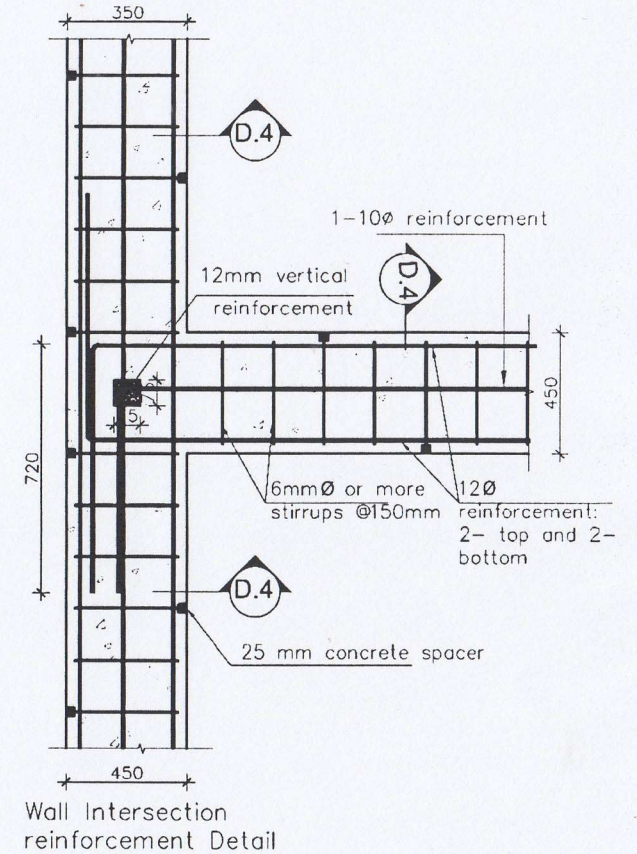 350
D.4
1-10ø reinforcement
12mm vertical
reinforcement
D.4
450
5
720
6mmØ or more
stirrups @150mm
12Ø
reinforcement:
2- top and 2-
bottom
D.4
25 mm concrete spacer
450
Wall Intersection
reinforcement Detail